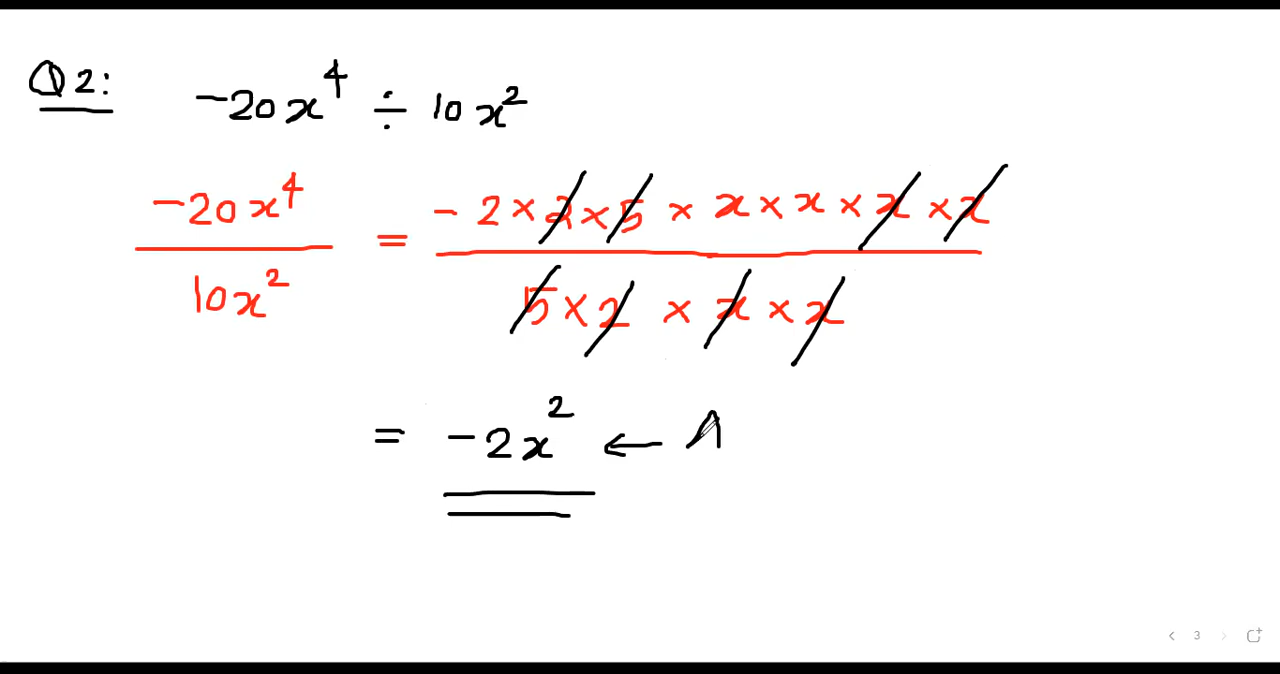 Q2: -20x⁴ ÷ 10x²
-20x⁴ / 10x² = - 2 × 2 × 5 × x × x × x × x / 5 × 2 × x × x
= -2x² ←
3